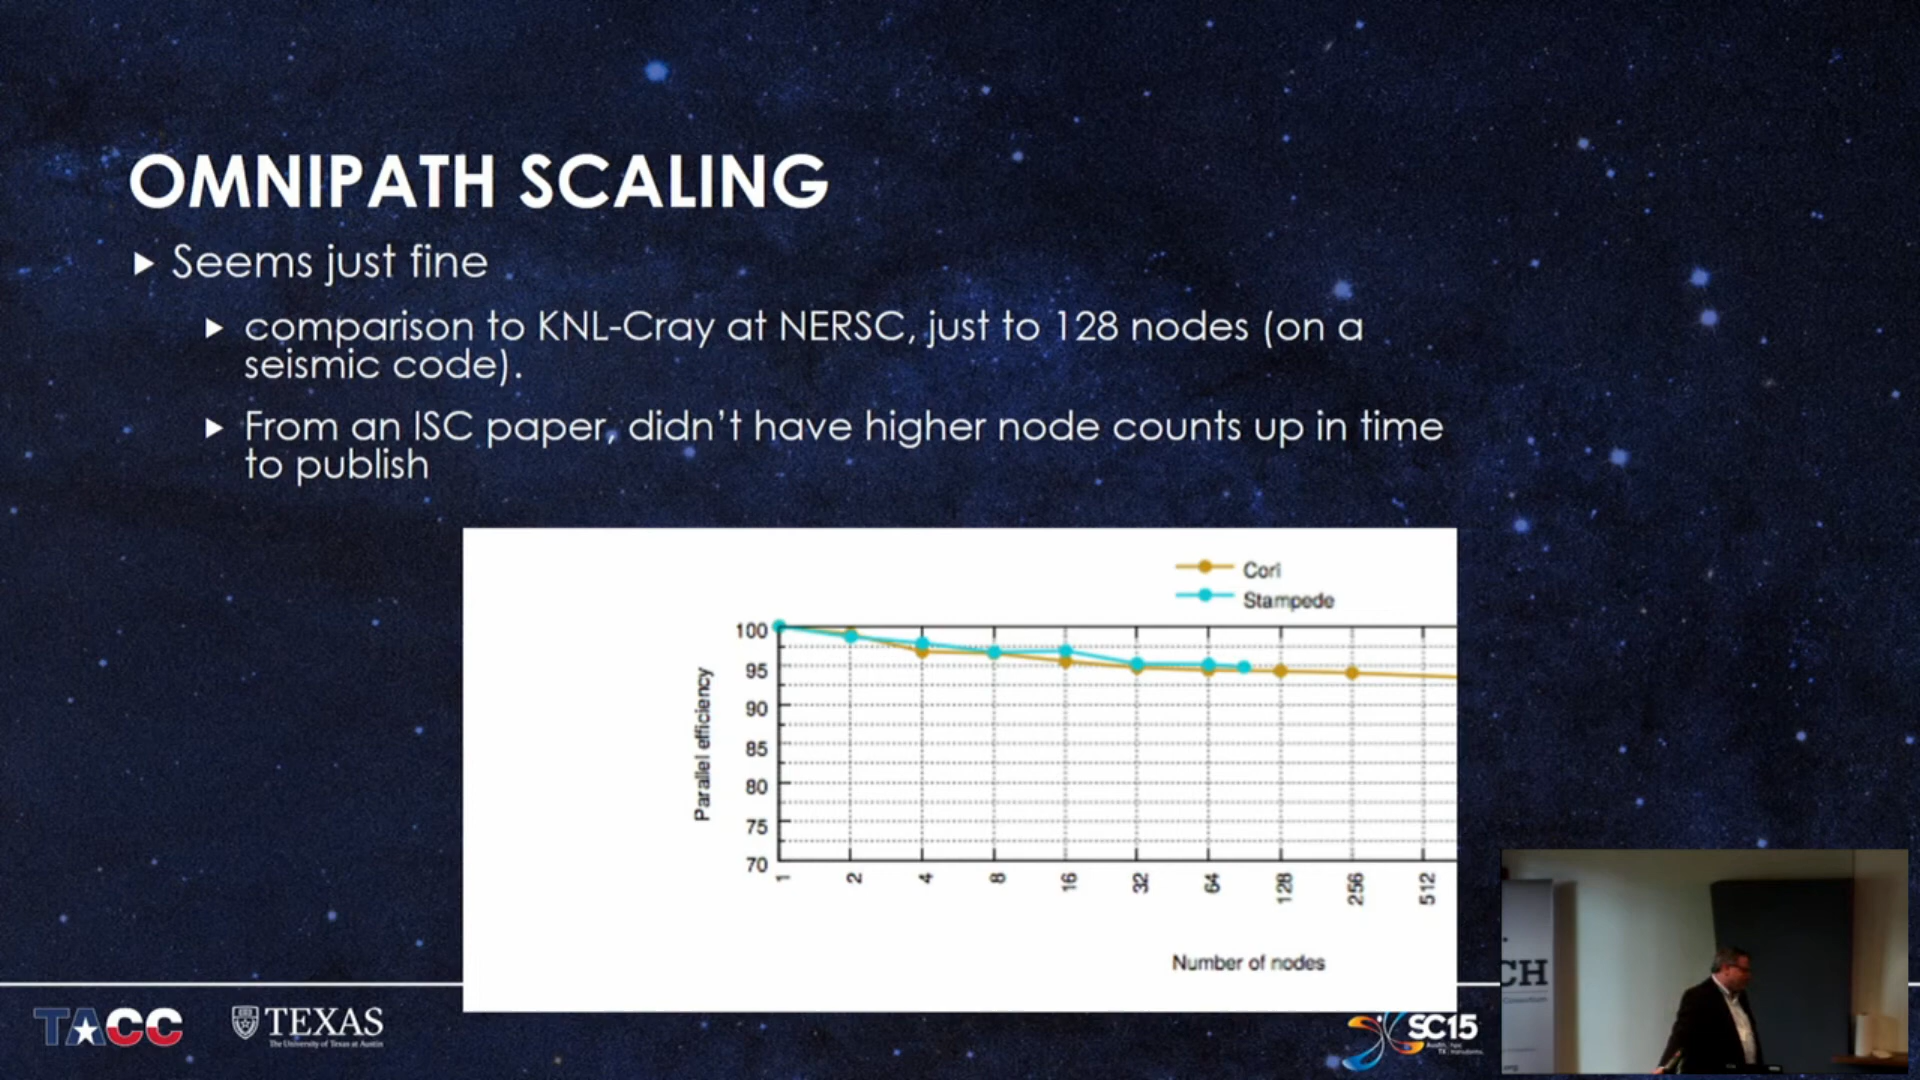 OMNIPATH SCALING
Seems just fine
comparison to KNL-Cray at NERSC, just to 128 nodes (on a
seismic code).
From an ISC paper, didn't have higher node counts up in time
to publish
Cori
Stampede
100
95
90
85
80
75
70
Parallel efficiency
1 2 4 8 16 32 64 128 256 512
Number of nodes
TACC
TEXAS
The University of Texas at Austin
SC15
CH
.org